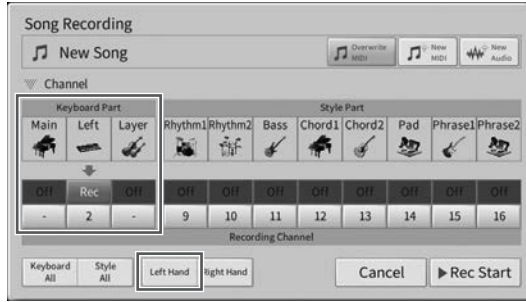 Song Recording
New Song
Overwrite MIDI
New MIDI
New Audio
Channel
Keyboard Part Style Part
Main Left Layer Rhythm1 Rhythm2 Bass Chord1 Chord2 Pad Phrase1 Phrase2
Off Rec Off Off Off Off Off Off Off Off Off
- 2 - 9 10 11 12 13 14 15 16
Recording Channel
Keyboard All Style All Left Hand Right Hand Cancel Rec Start